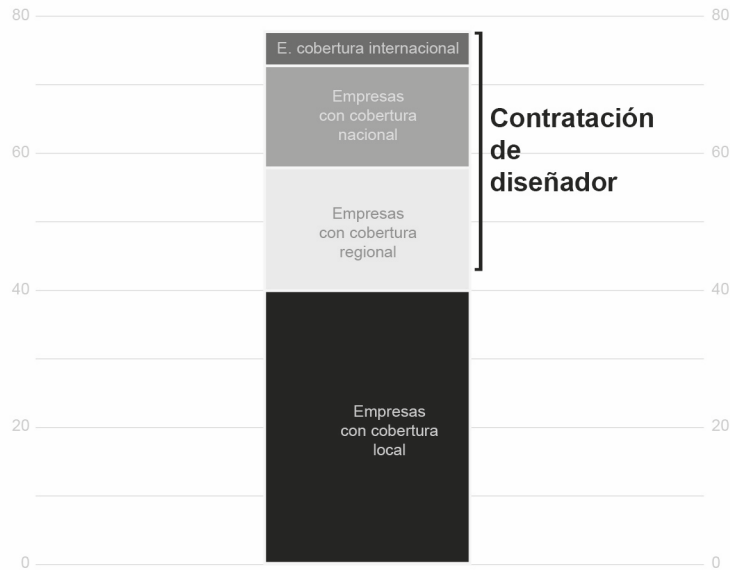 80
80
E. cobertura internacional
Empresas
con cobertura
nacional
Contratación
de
diseñador
60
60
Empresas
con cobertura
regional
40
40
Empresas
con cobertura
local
20
20
0
0